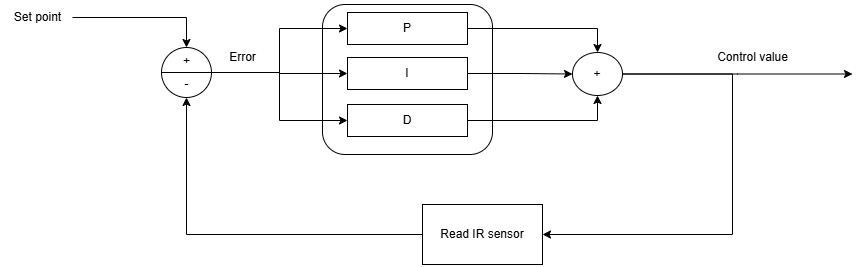 Set point
+
-
Error
P
I
D
+
Control value
Read IR sensor